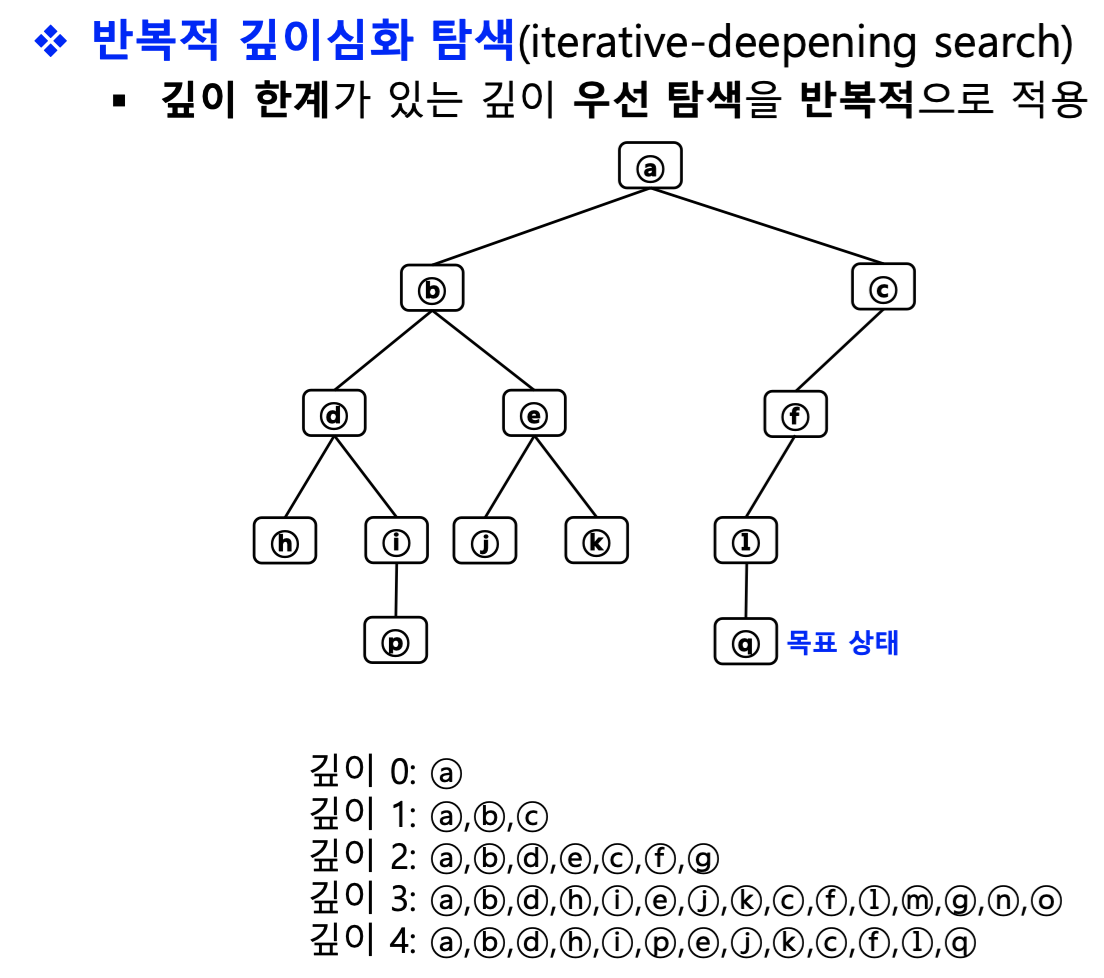 ❖ 반복적 깊이심화 탐색(iterative-deepening search)
▪ 깊이 한계가 있는 깊이 우선 탐색을 반복적으로 적용
ⓐ
ⓑ ⓒ
ⓓ ⓔ ⓕ
ⓗ ⓘ ⓙ ⓚ ⓛ
ⓟ ⓠ 목표 상태
깊이 0: ⓐ
깊이 1: ⓐ,ⓑ,ⓒ
깊이 2: ⓐ,ⓑ,ⓓ,ⓔ,ⓒ,ⓕ,ⓖ
깊이 3: ⓐ,ⓑ,ⓓ,ⓗ,ⓘ,ⓔ,ⓙ,ⓚ,ⓒ,ⓕ,ⓛ,ⓜ,ⓖ,ⓝ,ⓞ
깊이 4: ⓐ,ⓑ,ⓓ,ⓗ,ⓘ,ⓟ,ⓔ,ⓙ,ⓚ,ⓒ,ⓕ,ⓛ,ⓠ